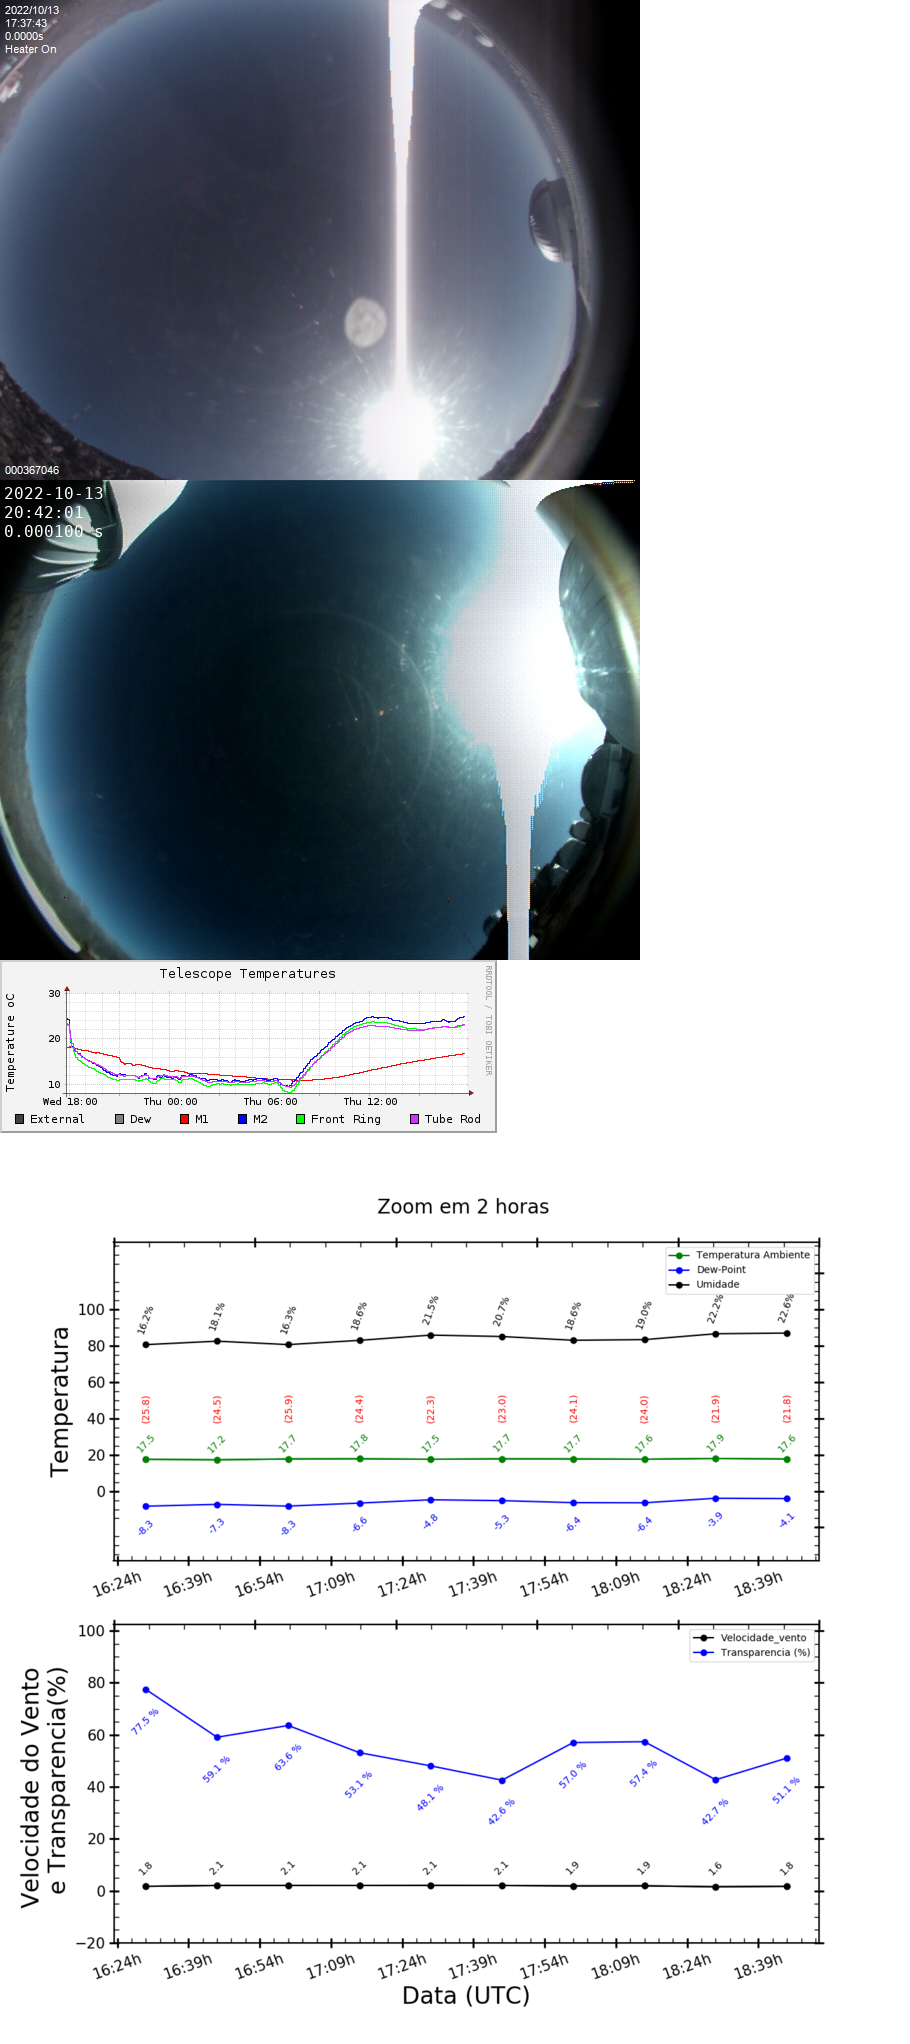 2022/10/13
17:37:43
0.0000s
Heater On
000367046
2022-10-13
20:42:01
0.000100 s
Telescope Temperatures
RRDTOOL / TOBI OETIKER
Temperature oC
30
20
10
Wed 18:00 Thu 00:00 Thu 06:00 Thu 12:00
External Dew M1 M2 Front Ring Tube Rod
Zoom em 2 horas
Temperatura Ambiente
Dew-Point
Umidade
Temperatura
100
80
60
40
20
0
16.2% 18.1% 16.3% 18.6% 21.5% 20.7% 18.6% 19.0% 22.2% 22.6%
(25.8) (24.5) (25.9) (24.4) (22.3) (23.0) (24.1) (24.0) (21.9) (21.8)
17.5 17.2 17.7 17.8 17.5 17.7 17.7 17.6 17.9 17.6
-8.3 -7.3 -8.3 -6.6 -4.8 -5.3 -6.4 -6.4 -3.9 -4.1
16:24h 16:39h 16:54h 17:09h 17:24h 17:39h 17:54h 18:09h 18:24h 18:39h
Velocidade_vento
Transparencia (%)
Velocidade do Vento
e Transparencia(%)
100
80
60
40
20
0
−20
77.5 % 59.1 % 63.6 % 53.1 % 48.1 % 42.6 % 57.0 % 57.4 % 42.7 % 51.1 %
1.8 2.1 2.1 2.1 2.1 2.1 1.9 1.9 1.6 1.8
16:24h 16:39h 16:54h 17:09h 17:24h 17:39h 17:54h 18:09h 18:24h 18:39h
Data (UTC)